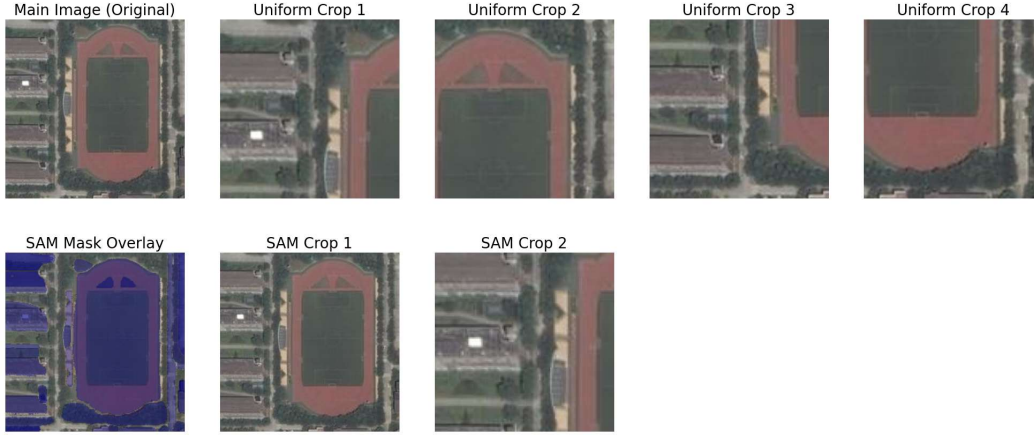 Main Image (Original)
Uniform Crop 1
Uniform Crop 2
Uniform Crop 3
Uniform Crop 4
SAM Mask Overlay
SAM Crop 1
SAM Crop 2